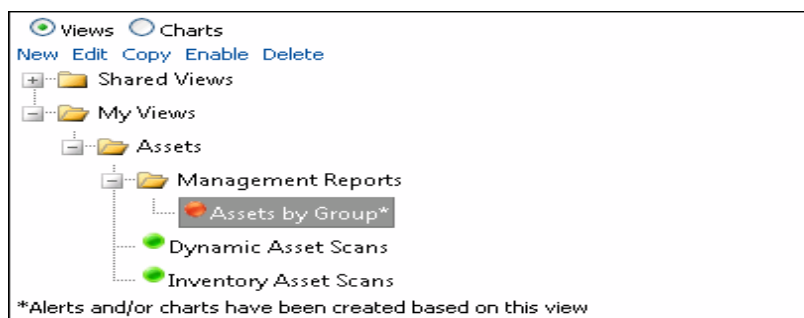 Views Charts
New Edit Copy Enable Delete
Shared Views
My Views
Assets
Management Reports
Assets by Group*
Dynamic Asset Scans
Inventory Asset Scans
*Alerts and/or charts have been created based on this view